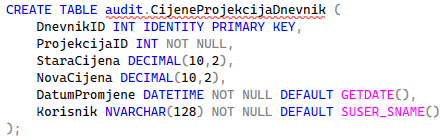 CREATE TABLE audit.CijeneProjekcijaDnevnik (
DnevnikID INT IDENTITY PRIMARY KEY,
ProjekcijaID INT NOT NULL,
StaraCijena DECIMAL(10,2),
NovaCijena DECIMAL(10,2),
DatumPromjene DATETIME NOT NULL DEFAULT GETDATE(),
Korisnik NVARCHAR(128) NOT NULL DEFAULT SUSER_SNAME()
);